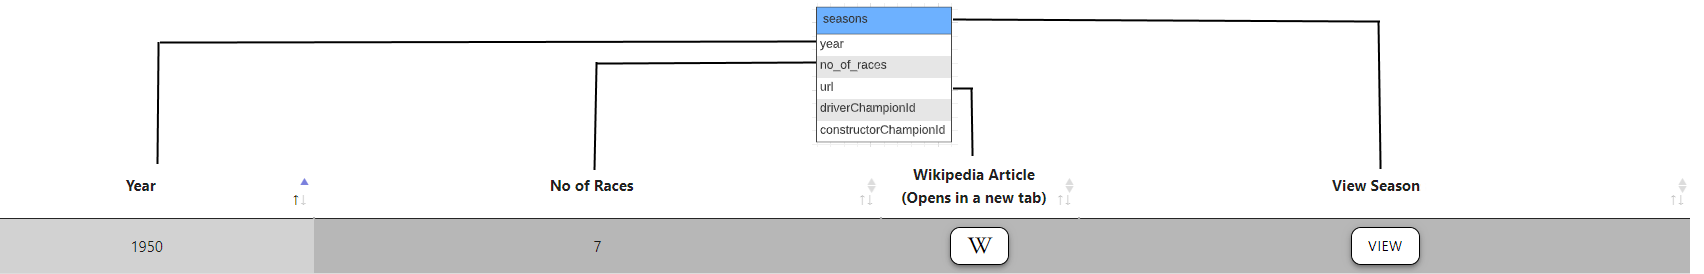 seasons
year
no_of_races
url
driverChampionId
constructorChampionId
Year
No of Races
Wikipedia Article
(Opens in a new tab)
View Season
1950
7
W
VIEW